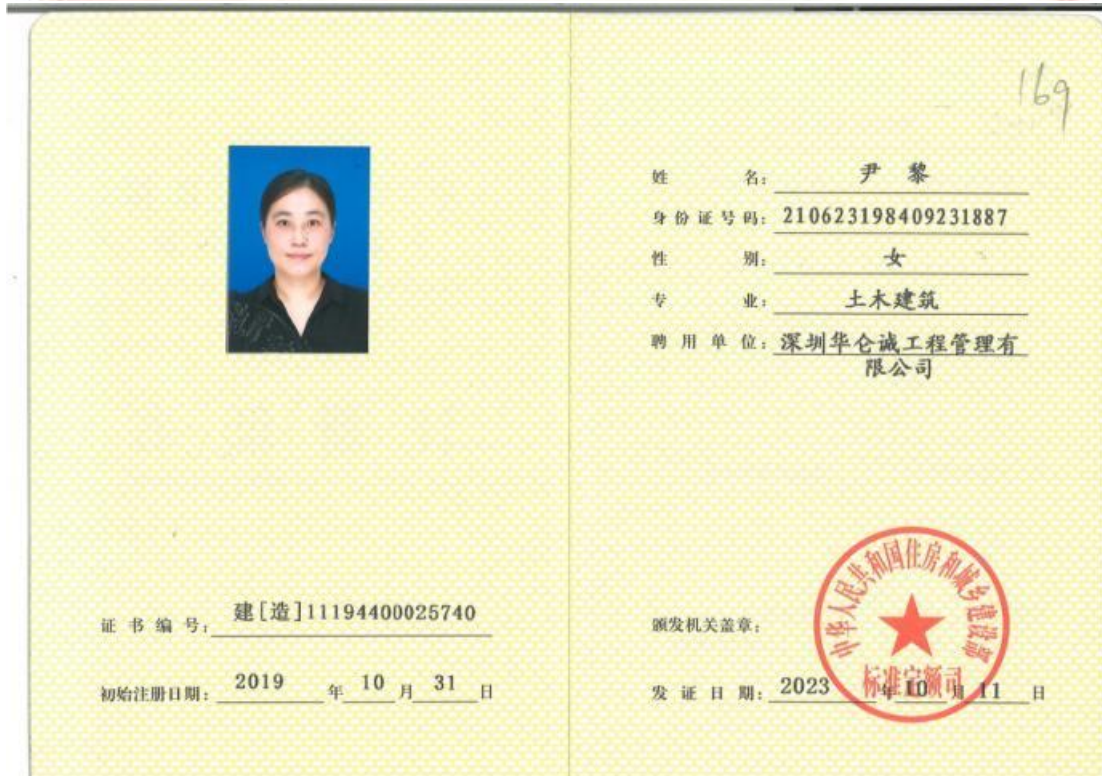 169
姓 名： 尹 黎
身份证号码： 210623198409231887
性 别： 女
专 业： 土木建筑
聘用单位： 深圳华仑诚工程管理有
限公司
证书编号： 建[造]11194400025740
初始注册日期： 2019 年 10 月 31 日
颁发机关盖章：
中华人民共和国住房和城乡建设部
标准定额司
发证日期： 2023 年 10 月 11 日